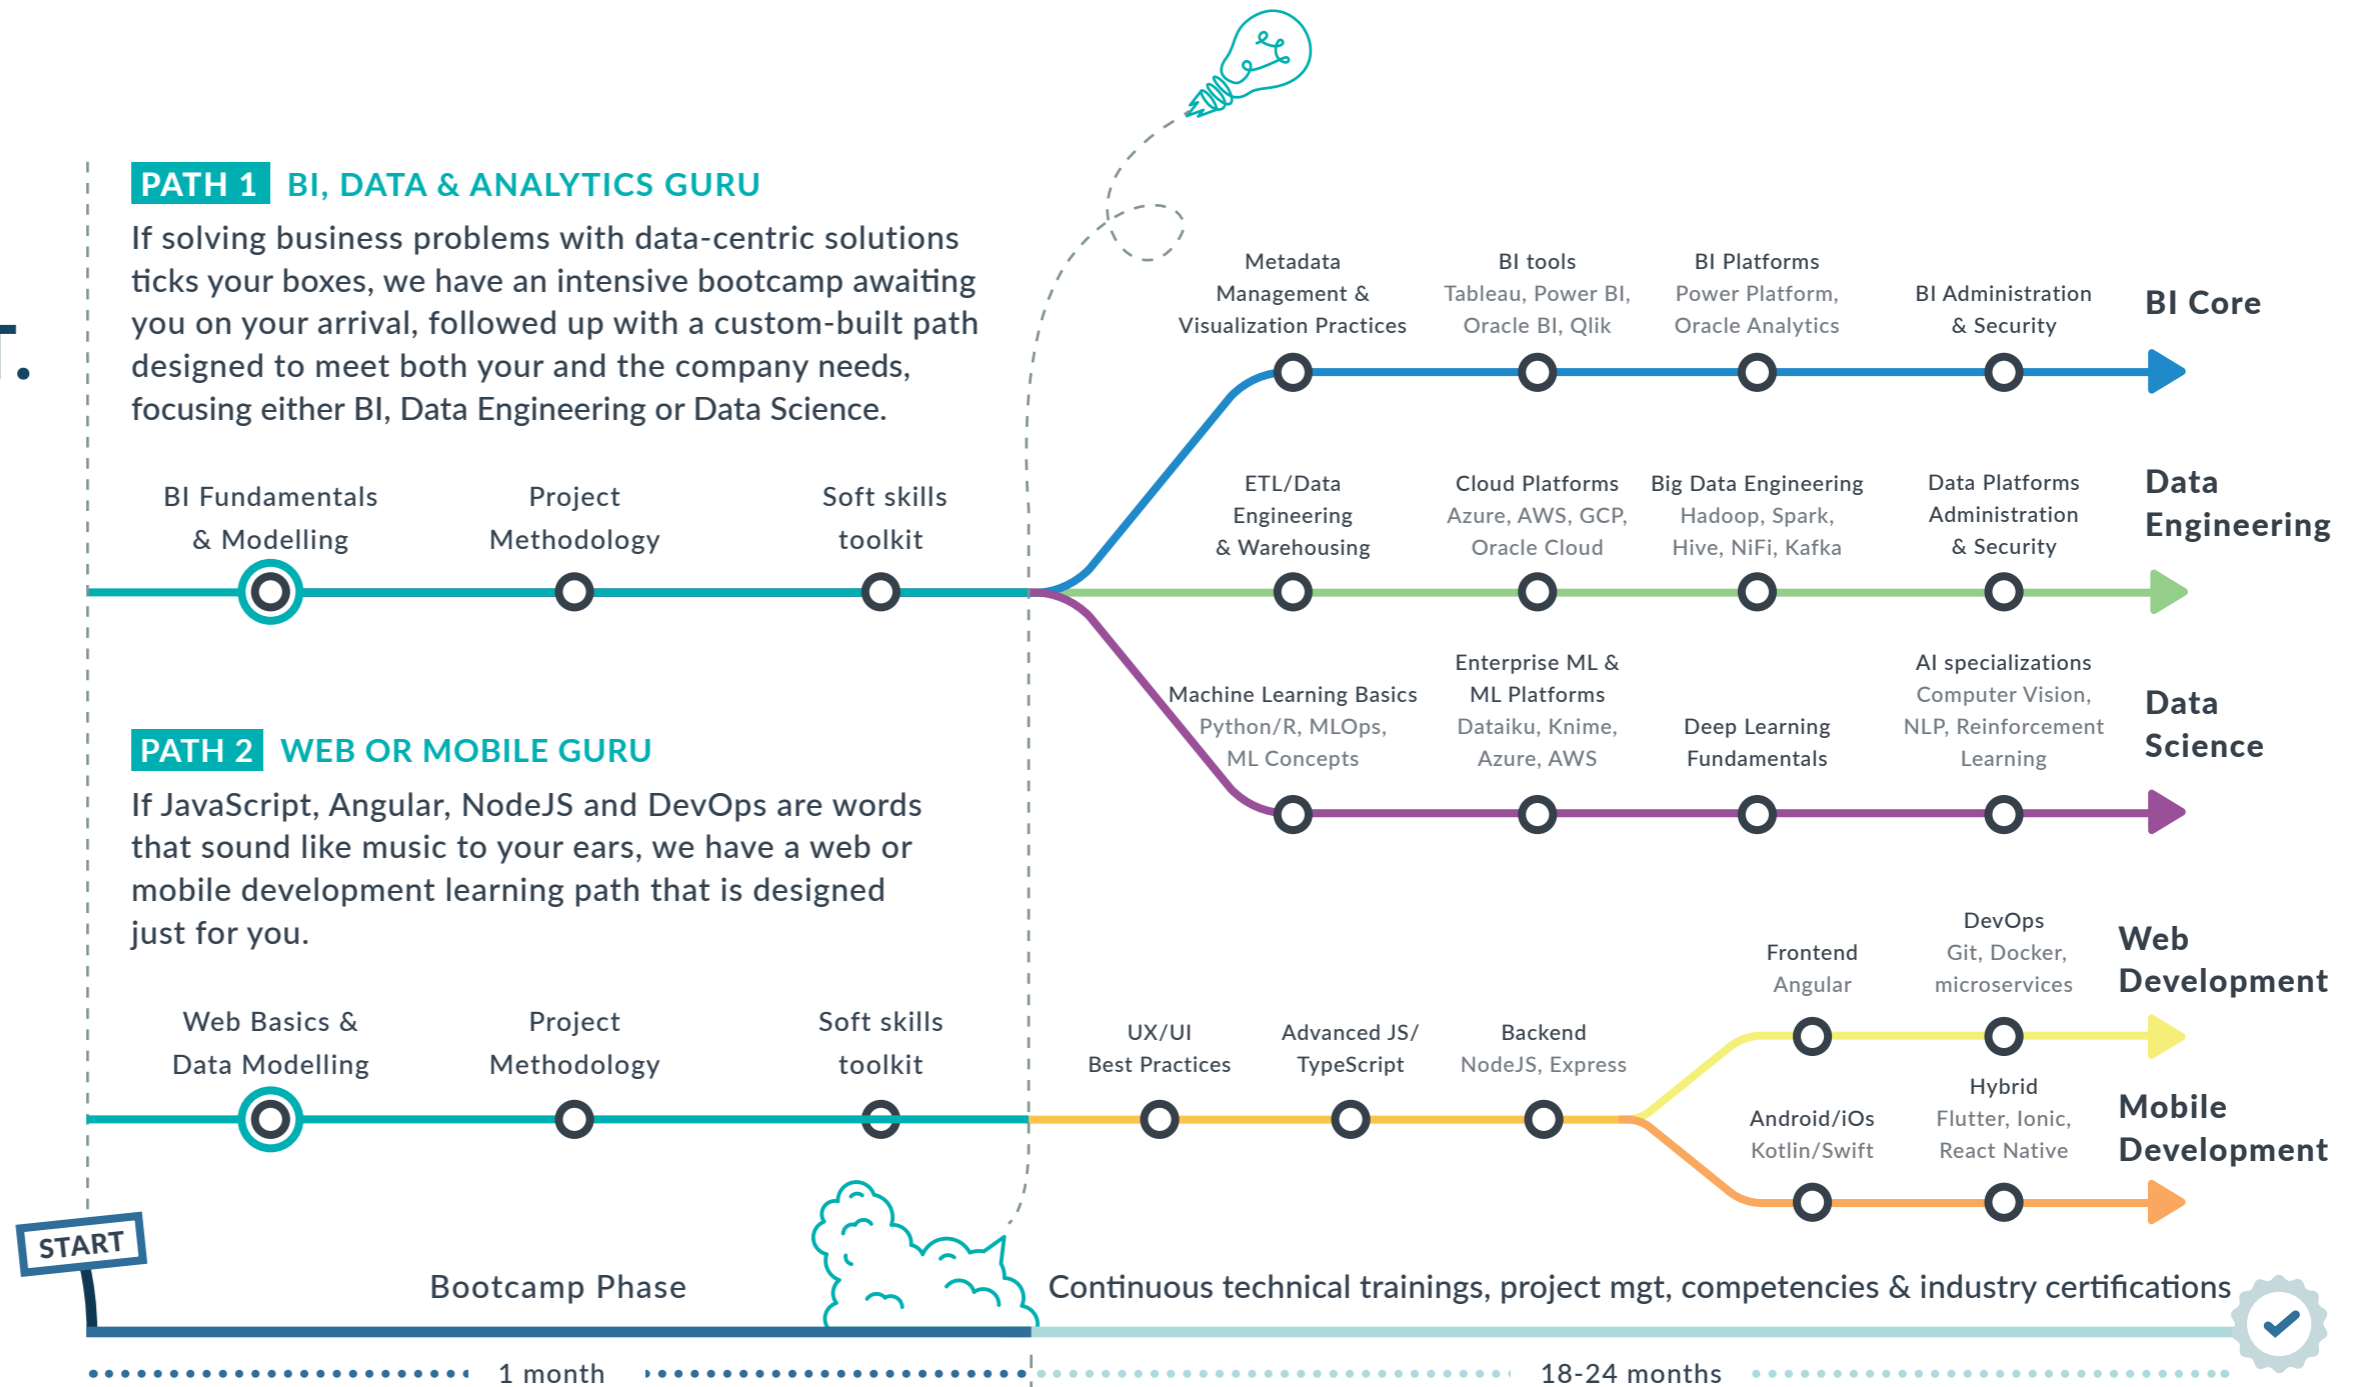 T.
PATH 1 BI, DATA & ANALYTICS GURU
If solving business problems with data-centric solutions
ticks your boxes, we have an intensive bootcamp awaiting
you on your arrival, followed up with a custom-built path
designed to meet both your and the company needs,
focusing either BI, Data Engineering or Data Science.
BI Fundamentals
& Modelling
Project
Methodology
Soft skills
toolkit
Metadata
Management &
Visualization Practices
BI tools
Tableau, Power BI,
Oracle BI, Qlik
BI Platforms
Power Platform,
Oracle Analytics
BI Administration
& Security
BI Core
ETL/Data
Engineering
& Warehousing
Cloud Platforms
Azure, AWS, GCP,
Oracle Cloud
Big Data Engineering
Hadoop, Spark,
Hive, NiFi, Kafka
Data Platforms
Administration
& Security
Data
Engineering
Machine Learning Basics
Python/R, MLOps,
ML Concepts
Enterprise ML &
ML Platforms
Dataiku, Knime,
Azure, AWS
Deep Learning
Fundamentals
AI specializations
Computer Vision,
NLP, Reinforcement
Learning
Data
Science
PATH 2 WEB OR MOBILE GURU
If JavaScript, Angular, NodeJS and DevOps are words
that sound like music to your ears, we have a web or
mobile development learning path that is designed
just for you.
Web Basics &
Data Modelling
Project
Methodology
Soft skills
toolkit
UX/UI
Best Practices
Advanced JS/
TypeScript
Backend
NodeJS, Express
Frontend
Angular
DevOps
Git, Docker,
microservices
Web
Development
Android/iOs
Kotlin/Swift
Hybrid
Flutter, Ionic,
React Native
Mobile
Development
START
Bootcamp Phase
Continuous technical trainings, project mgt, competencies & industry certifications
1 month
18-24 months